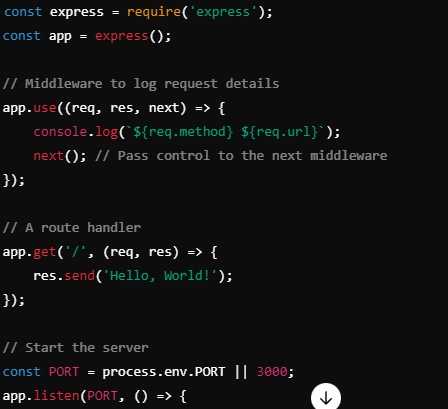 const express = require('express');
const app = express();
// Middleware to log request details
app.use((req, res, next) => {
    console.log(`${req.method} ${req.url}`);
    next(); // Pass control to the next middleware
});
// A route handler
app.get('/', (req, res) => {
    res.send('Hello, World!');
});
// Start the server
const PORT = process.env.PORT || 3000;
app.listen(PORT, () => {